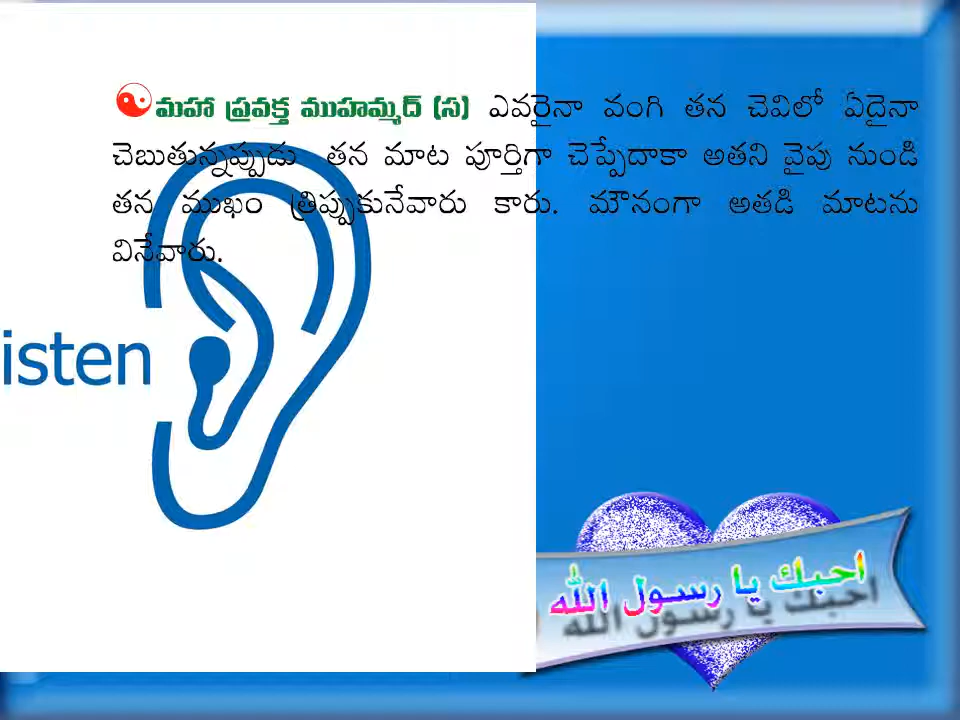 మహా ప్రవక్త ముహమ్మద్ (స) ఎవరైనా వంగి తన చెవిలో ఏదైనా
చెబుతున్నప్పుడు తన మాట పూర్తిగా చెప్పేదాకా అతని వైపు నుండి
తన ముఖం త్రిప్పుకునేవారు కారు. మౌనంగా అతడి మాటను
వినేవారు.
isten
احبك يا رسول الله